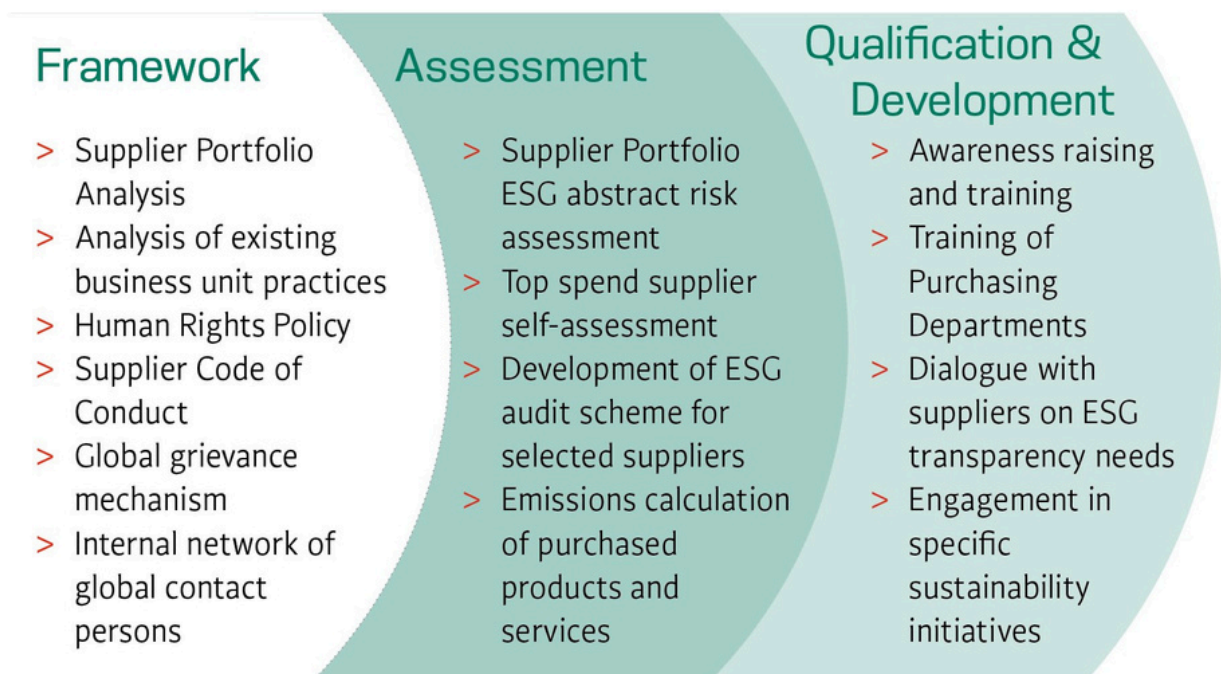 Framework
> Supplier Portfolio
Analysis
> Analysis of existing
business unit practices
> Human Rights Policy
> Supplier Code of
Conduct
> Global grievance
mechanism
> Internal network of
global contact
persons
Assessment
> Supplier Portfolio
ESG abstract risk
assessment
> Top spend supplier
self-assessment
> Development of ESG
audit scheme for
selected suppliers
> Emissions calculation
of purchased
products and
services
Qualification &
Development
> Awareness raising
and training
> Training of
Purchasing
Departments
> Dialogue with
suppliers on ESG
transparency needs
> Engagement in
specific
sustainability
initiatives